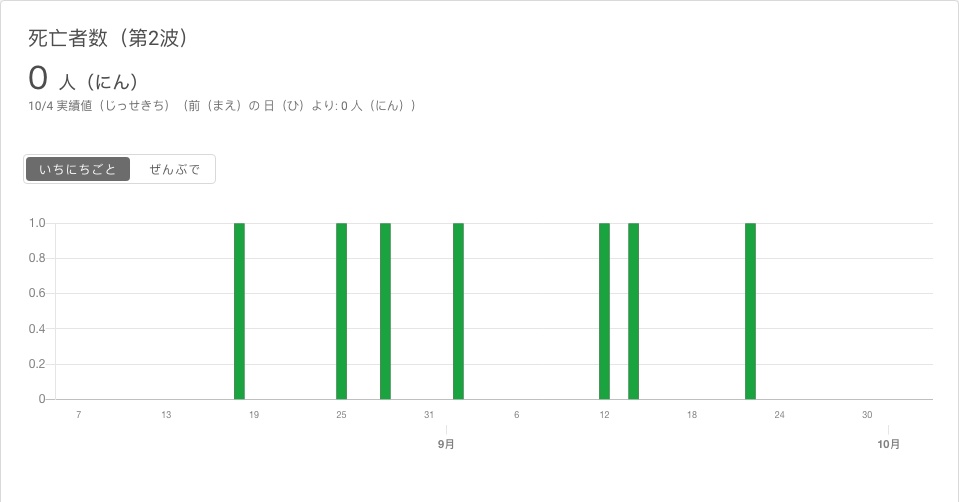 死亡者数（第2波）
0 人（にん）
10/4 実績値（じっせきち）（前（まえ）の 日（ひ）より: 0 人（にん））
いちにちごと ぜんぶで
1.0
0.8
0.6
0.4
0.2
0
7 13 19 25 31 6 12 18 24 30
9月 10月